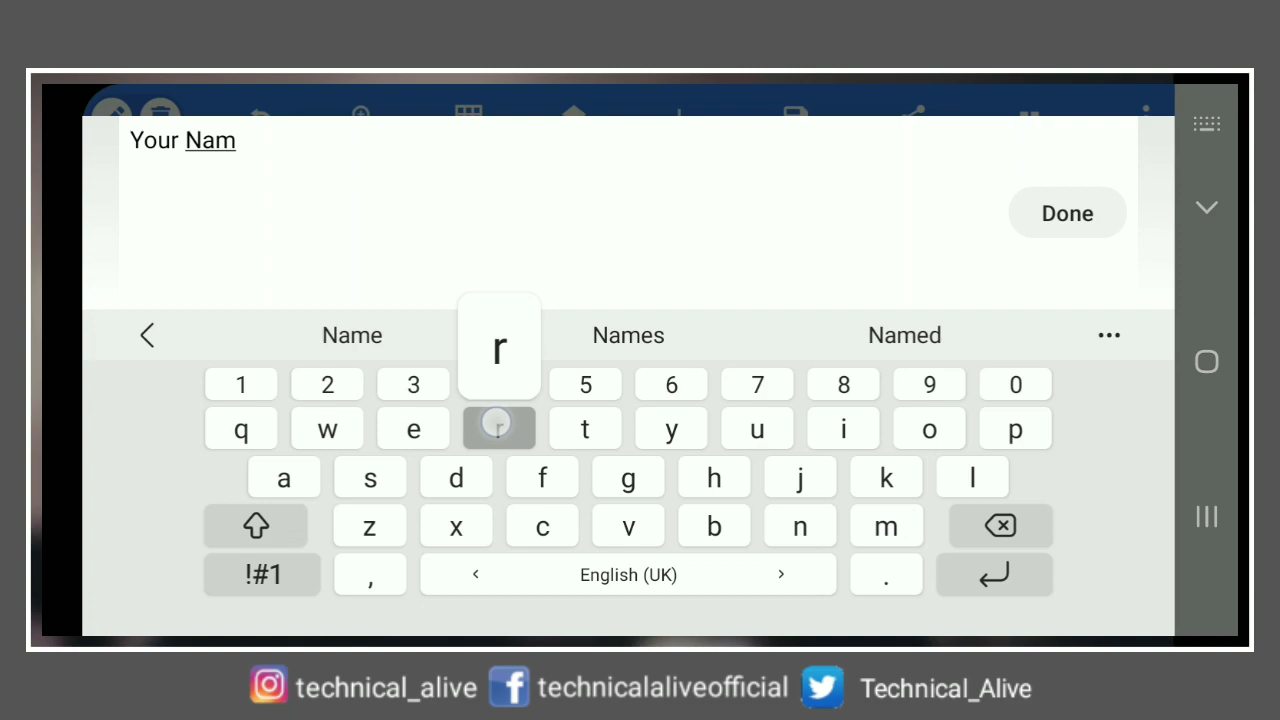 Your Nam
Done
Name
r
Names
Named
1 2 3 5 6 7 8 9 0
q w e r t y u i o p
a s d f g h j k l
z x c v b n m
!#1 , English (UK) .
technical_alive technicalaliveofficial Technical_Alive